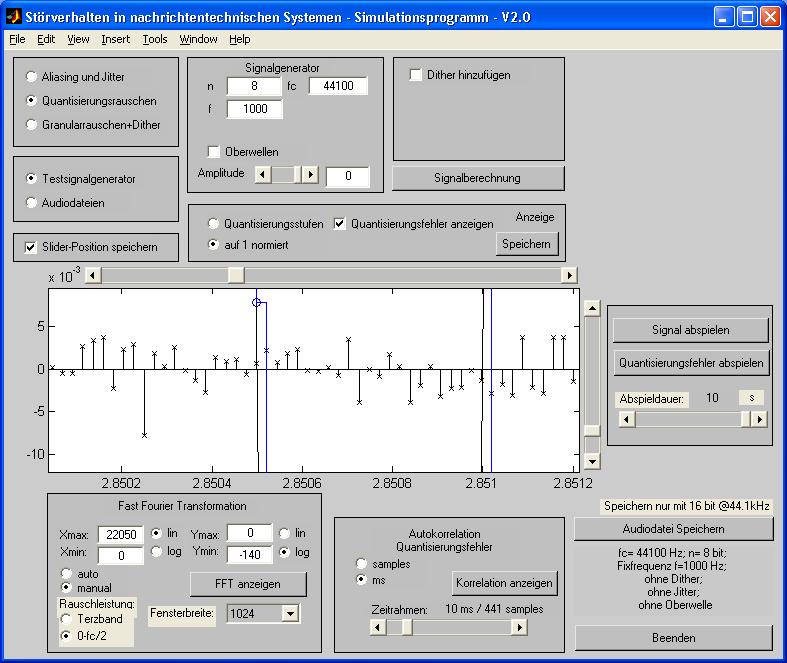 Störverhalten in nachrichtentechnischen Systemen - Simulationsprogramm - V2.0
File Edit View Insert Tools Window Help
Aliasing und Jitter
Quantisierungsrauschen
Granularrauschen+Dither
Signalgenerator
n 8 fc 44100
f 1000
Oberwellen
Amplitude 0
Dither hinzufügen
Signalberechnung
Testsignalgenerator
Audiodateien
Slider-Position speichern
Anzeige
Quantisierungsstufen Quantisierungsfehler anzeigen
auf 1 normiert
Speichern
x 10-3
5
0
-5
-10
2.8502 2.8504 2.8506 2.8508 2.851 2.8512
Signal abspielen
Quantisierungsfehler abspielen
Abspieldauer: 10 s
Fast Fourier Transformation
Xmax: 22050 lin Ymax: 0 lin
Xmin: 0 log Ymin: -140 log
auto
manual
FFT anzeigen
Rauschleistung:
Terzband
0-fc/2
Fensterbreite: 1024
Autokorrelation
Quantisierungsfehler
samples
ms
Korrelation anzeigen
Zeitrahmen: 10 ms / 441 samples
Speichern nur mit 16 bit @44.1kHz
Audiodatei Speichern
fc= 44100 Hz; n= 8 bit;
Fixfrequenz f=1000 Hz;
ohne Dither;
ohne Jitter;
ohne Oberwelle
Beenden